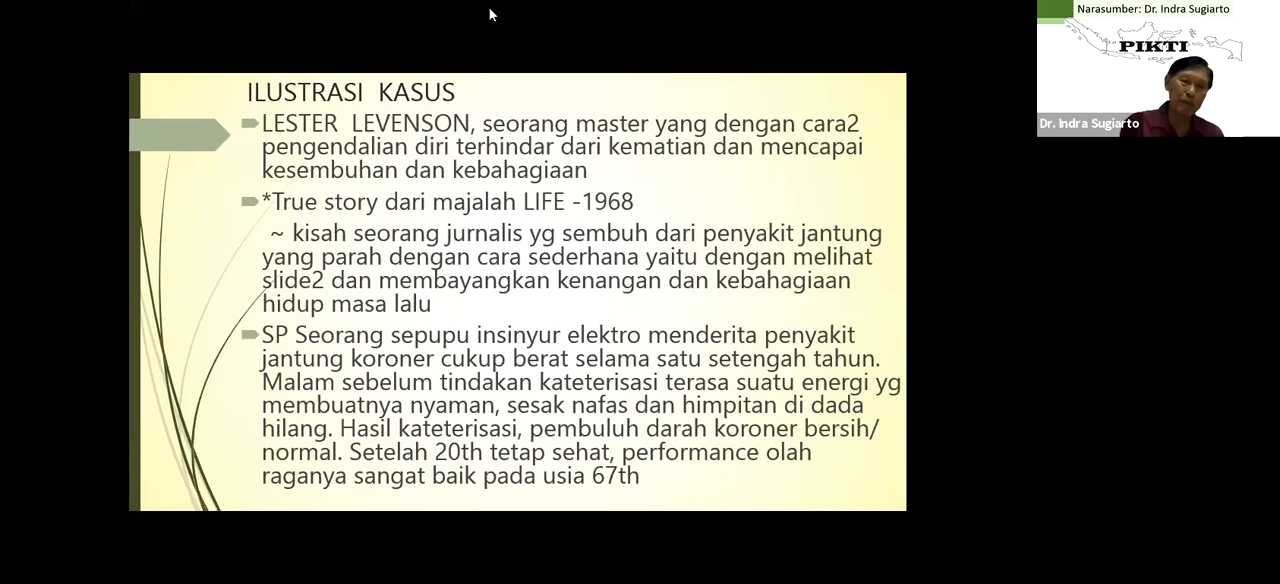 Narasumber: Dr. Indra Sugiarto
PIKTI
Dr. Indra Sugiarto
ILUSTRASI KASUS
LESTER LEVENSON, seorang master yang dengan cara2
pengendalian diri terhindar dari kematian dan mencapai
kesembuhan dan kebahagiaan
*True story dari majalah LIFE -1968
~ kisah seorang jurnalis yg sembuh dari penyakit jantung
yang parah dengan cara sederhana yaitu dengan melihat
slide2 dan membayangkan kenangan dan kebahagiaan
hidup masa lalu
SP Seorang sepupu insinyur elektro menderita penyakit
jantung koroner cukup berat selama satu setengah tahun.
Malam sebelum tindakan kateterisasi terasa suatu energi yg
membuatnya nyaman, sesak nafas dan himpitan di dada
hilang. Hasil kateterisasi, pembuluh darah koroner bersih/
normal. Setelah 20th tetap sehat, performance olah
raganya sangat baik pada usia 67th